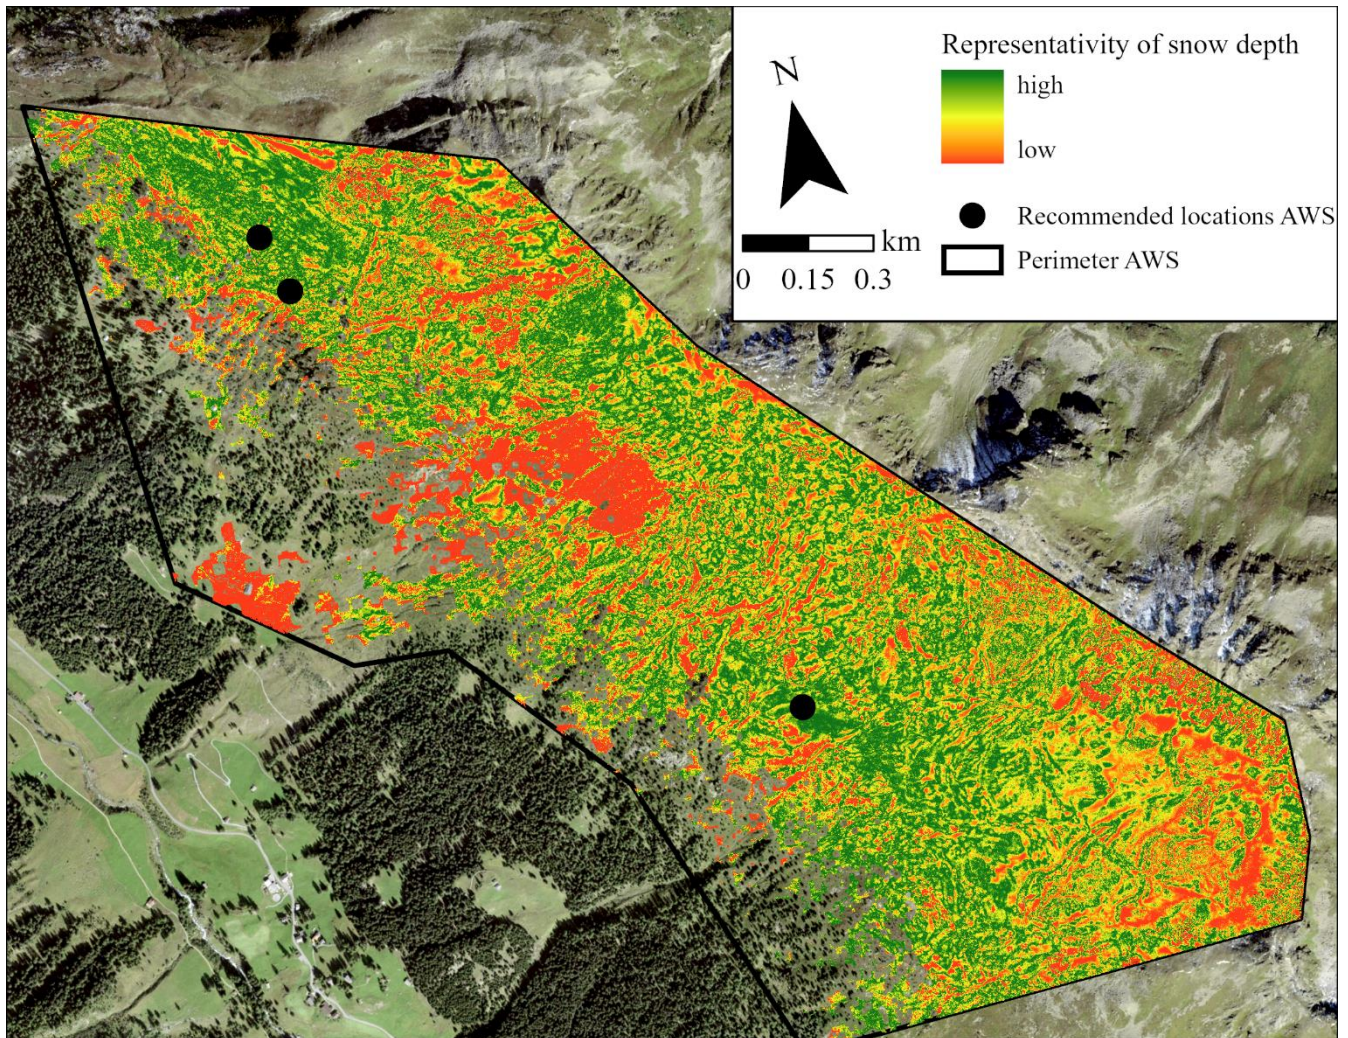 Representativity of snow depth
high
low
N
km
0 0.15 0.3
Recommended locations AWS
Perimeter AWS